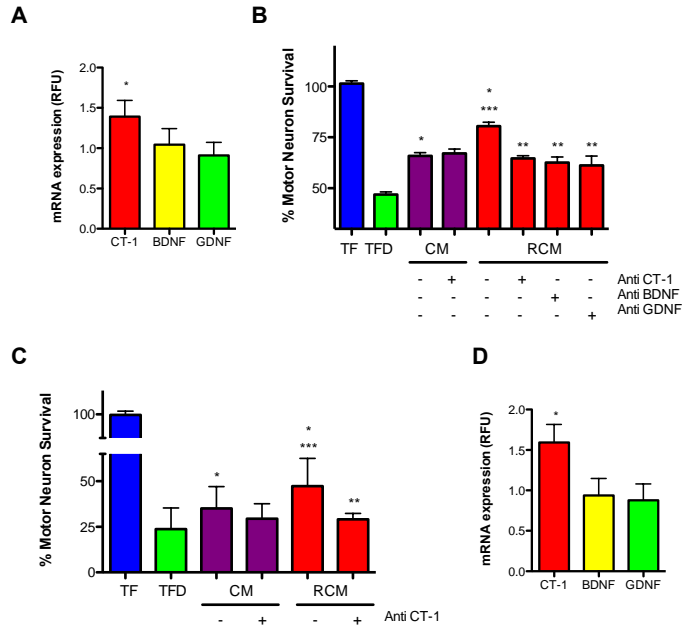 A
mRNA expression (RFU)
2.0
1.5
1.0
0.5
0.0
*
CT-1 BDNF GDNF
B
% Motor Neuron Survival
100
75
50
*
*
***
**
**
**
TF TFD CM RCM
- + - + - - Anti CT-1
- - - - + - Anti BDNF
- - - - - + Anti GDNF
C
% Motor Neuron Survival
100
50
25
0
*
*
***
**
TF TFD CM RCM
- + - + Anti CT-1
D
mRNA expression (RFU)
2.0
1.5
1.0
0.5
0.0
*
CT-1 BDNF GDNF